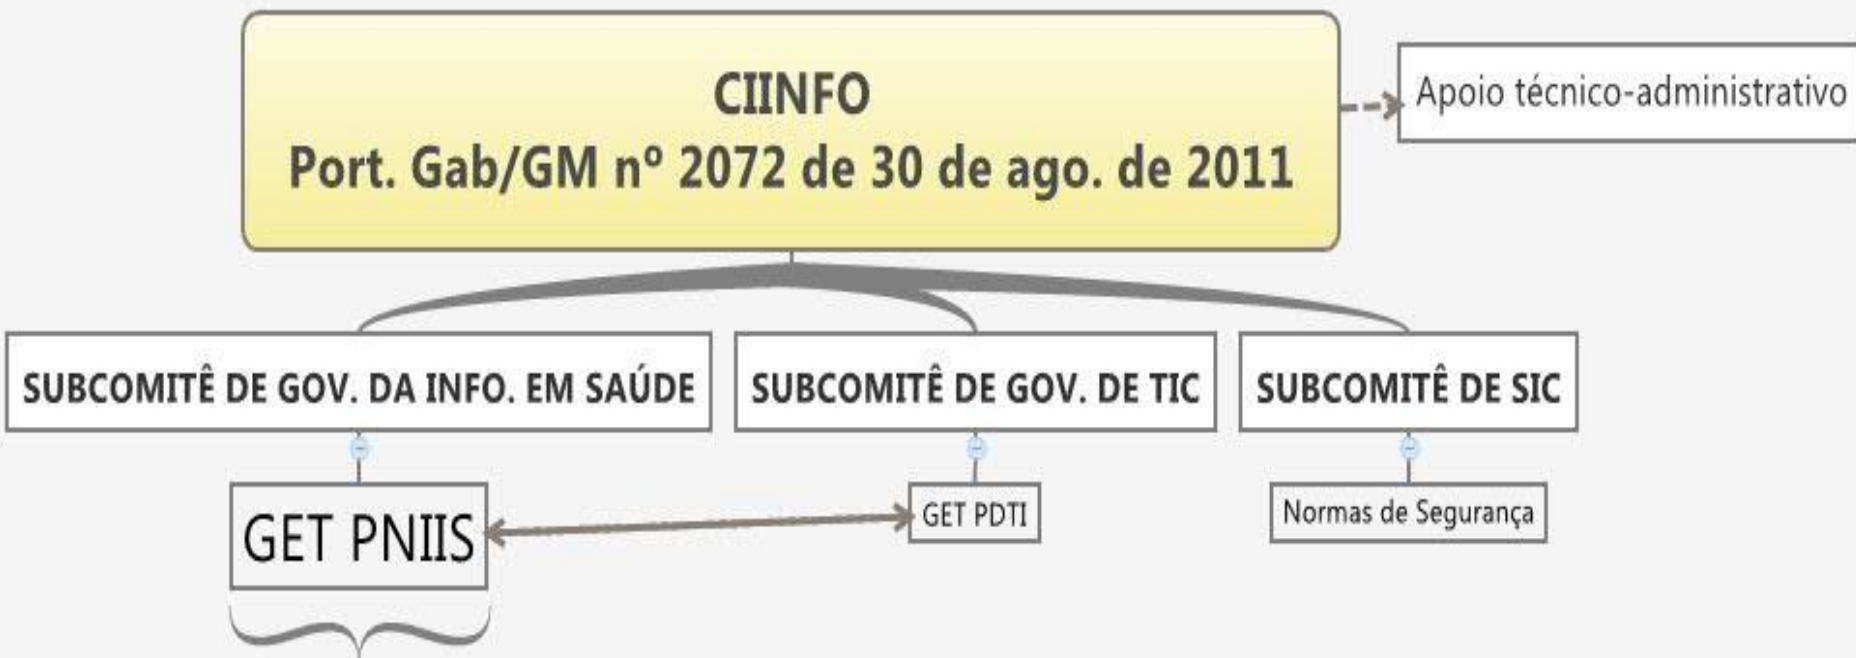 CIINFO
Port. Gab/GM nº 2072 de 30 de ago. de 2011
Apoio técnico-administrativo
SUBCOMITÊ DE GOV. DA INFO. EM SAÚDE
SUBCOMITÊ DE GOV. DE TIC
SUBCOMITÊ DE SIC
GET PNIIS
GET PDTI
Normas de Segurança